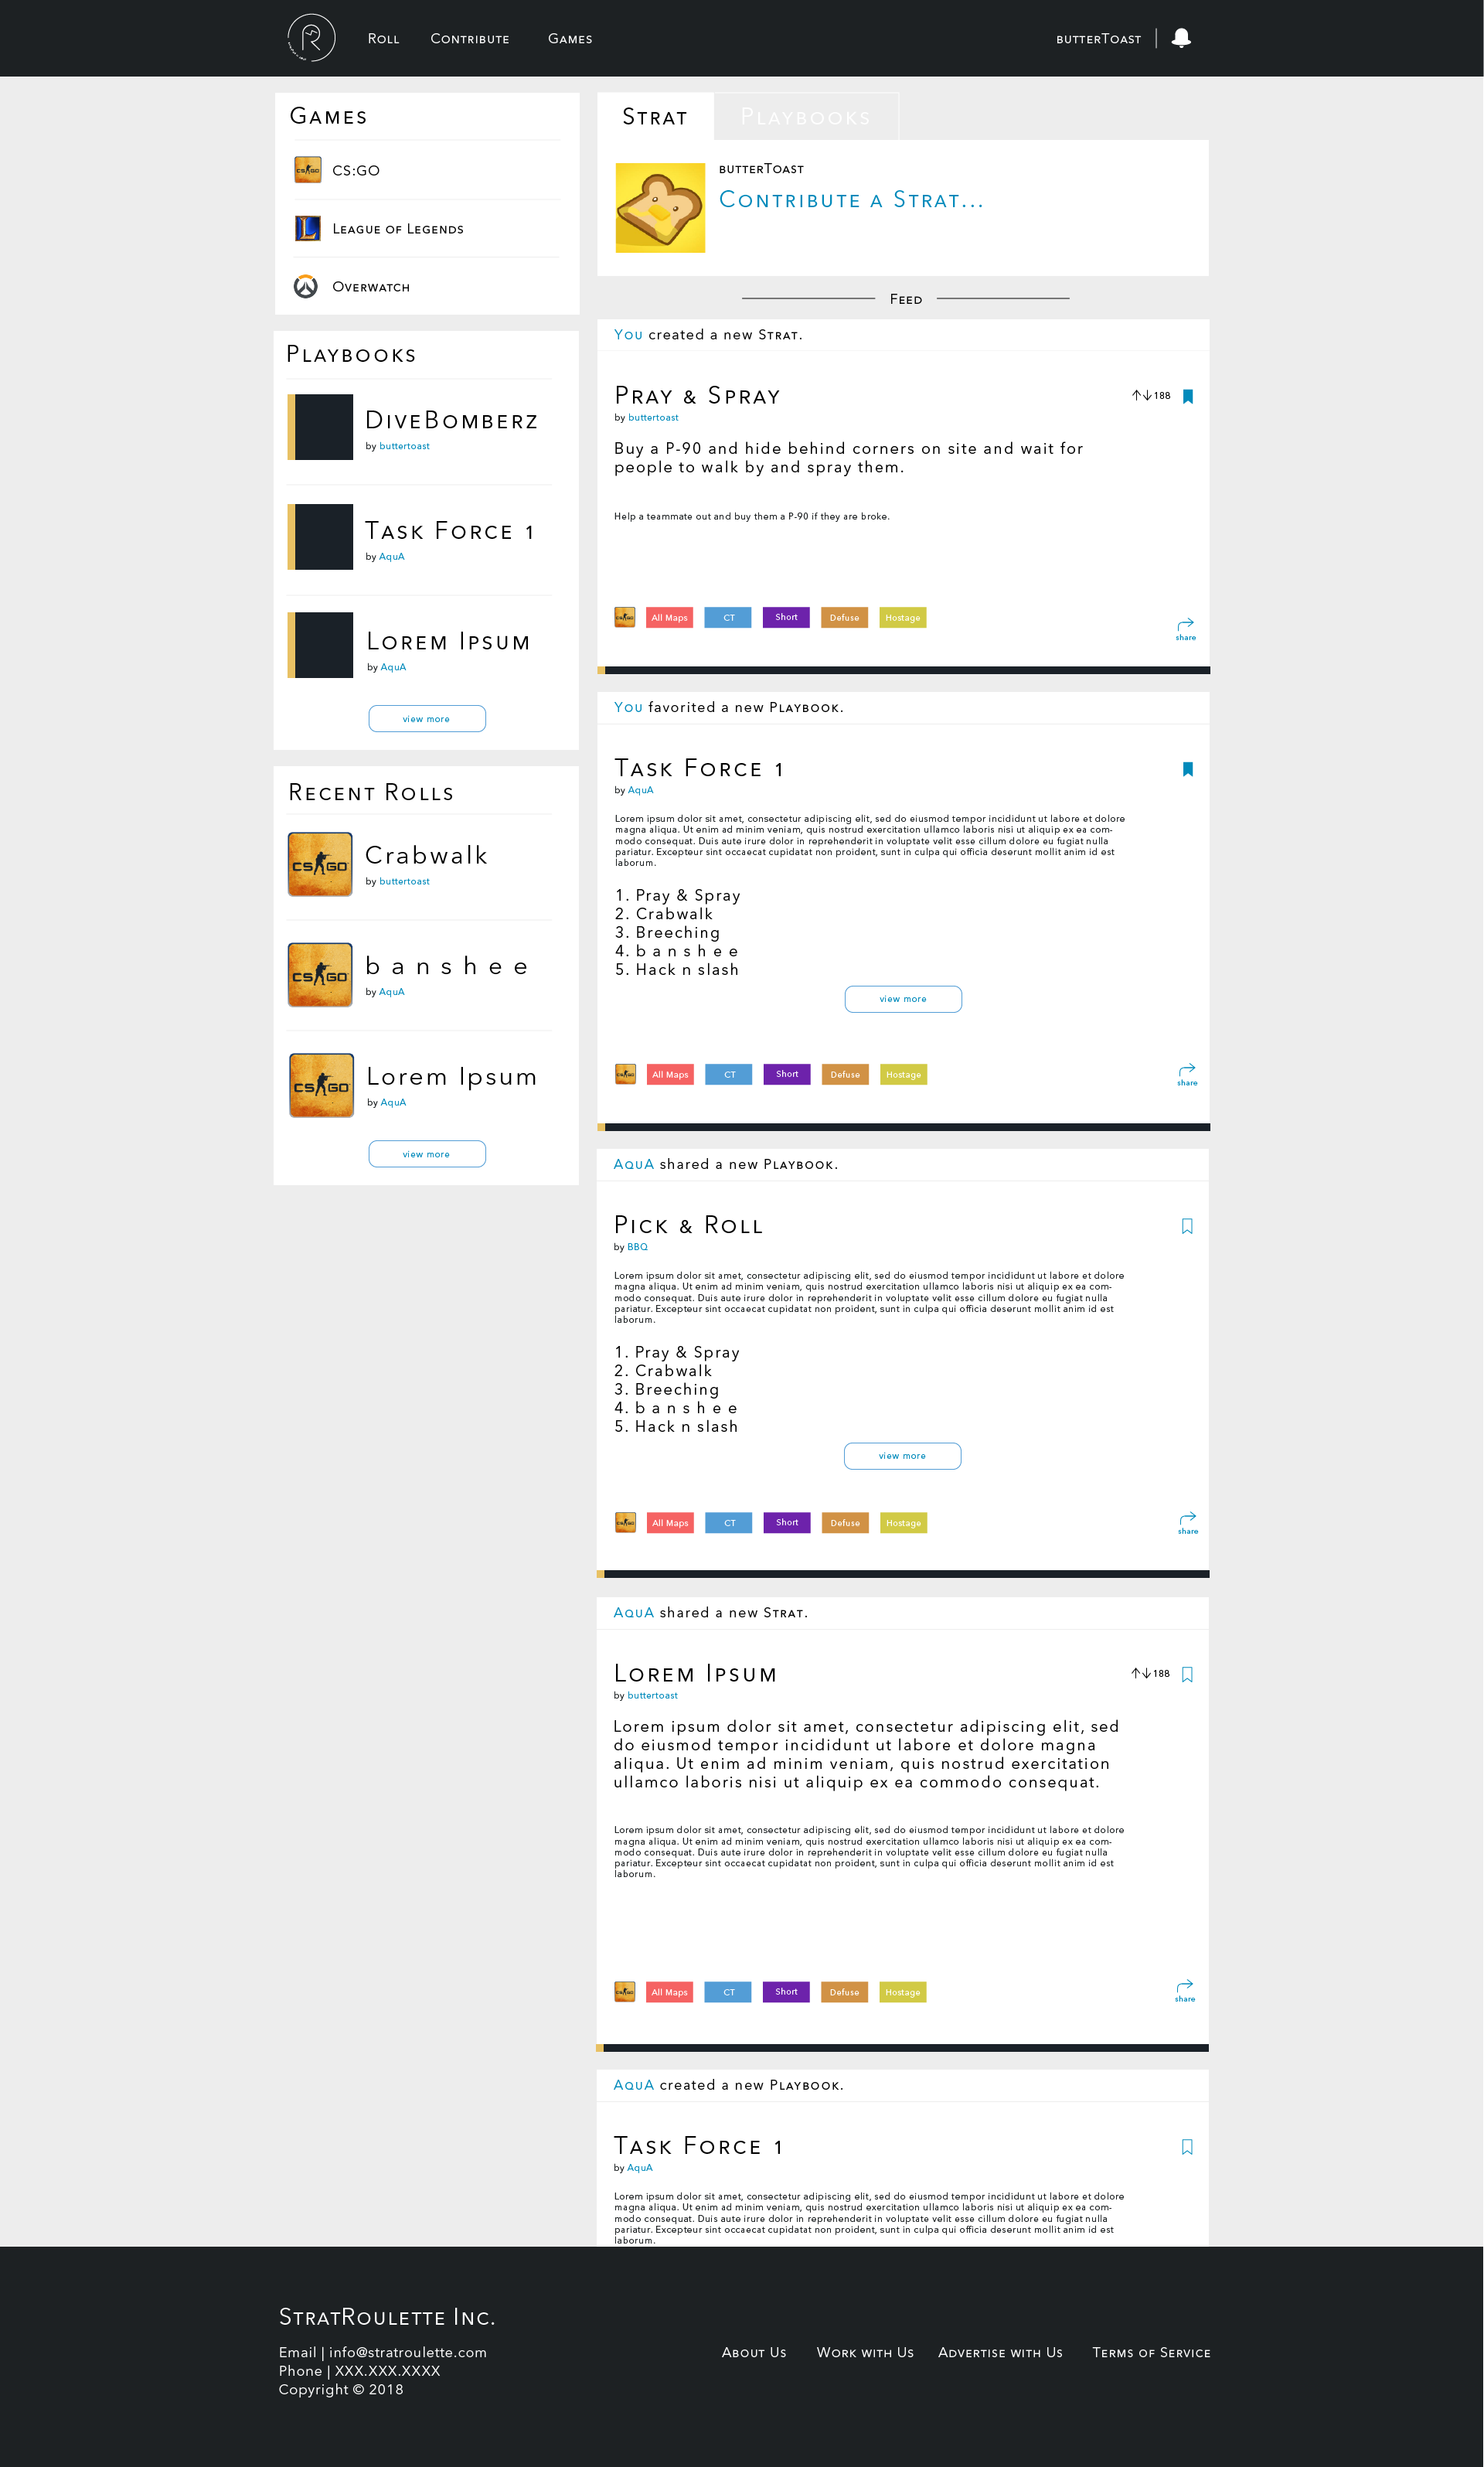 Roll Contribute Games butterToast
Games
CS:GO
League of Legends
Overwatch
Playbooks
DiveBomberz
by buttertoast
Task Force 1
by AquA
Lorem Ipsum
by AquA
view more
Recent Rolls
CS GO
Crabwalk
by buttertoast
CS GO
b a n s h e e
by AquA
CS GO
Lorem Ipsum
by AquA
view more
Strat Playbooks
butterToast
Contribute a Strat...
Feed
You created a new Strat.
Pray & Spray
188
by buttertoast
Buy a P-90 and hide behind corners on site and wait for
people to walk by and spray them.
Help a teammate out and buy them a P-90 if they are broke.
All Maps CT Short Defuse Hostage
share
You favorited a new Playbook.
Task Force 1
by AquA
Lorem ipsum dolor sit amet, consectetur adipiscing elit, sed do eiusmod tempor incididunt ut labore et dolore
magna aliqua. Ut enim ad minim veniam, quis nostrud exercitation ullamco laboris nisi ut aliquip ex ea com-
modo consequat. Duis aute irure dolor in reprehenderit in voluptate velit esse cillum dolore eu fugiat nulla
pariatur. Excepteur sint occaecat cupidatat non proident, sunt in culpa qui officia deserunt mollit anim id est
laborum.
1. Pray & Spray
2. Crabwalk
3. Breeching
4. b a n s h e e
5. Hack n slash
view more
All Maps CT Short Defuse Hostage
share
AquA shared a new Playbook.
Pick & Roll
by BBQ
Lorem ipsum dolor sit amet, consectetur adipiscing elit, sed do eiusmod tempor incididunt ut labore et dolore
magna aliqua. Ut enim ad minim veniam, quis nostrud exercitation ullamco laboris nisi ut aliquip ex ea com-
modo consequat. Duis aute irure dolor in reprehenderit in voluptate velit esse cillum dolore eu fugiat nulla
pariatur. Excepteur sint occaecat cupidatat non proident, sunt in culpa qui officia deserunt mollit anim id est
laborum.
1. Pray & Spray
2. Crabwalk
3. Breeching
4. b a n s h e e
5. Hack n slash
view more
All Maps CT Short Defuse Hostage
share
AquA shared a new Strat.
Lorem Ipsum
188
by buttertoast
Lorem ipsum dolor sit amet, consectetur adipiscing elit, sed
do eiusmod tempor incididunt ut labore et dolore magna
aliqua. Ut enim ad minim veniam, quis nostrud exercitation
ullamco laboris nisi ut aliquip ex ea commodo consequat.
Lorem ipsum dolor sit amet, consectetur adipiscing elit, sed do eiusmod tempor incididunt ut labore et dolore
magna aliqua. Ut enim ad minim veniam, quis nostrud exercitation ullamco laboris nisi ut aliquip ex ea com-
modo consequat. Duis aute irure dolor in reprehenderit in voluptate velit esse cillum dolore eu fugiat nulla
pariatur. Excepteur sint occaecat cupidatat non proident, sunt in culpa qui officia deserunt mollit anim id est
laborum.
All Maps CT Short Defuse Hostage
share
AquA created a new Playbook.
Task Force 1
by AquA
Lorem ipsum dolor sit amet, consectetur adipiscing elit, sed do eiusmod tempor incididunt ut labore et dolore
magna aliqua. Ut enim ad minim veniam, quis nostrud exercitation ullamco laboris nisi ut aliquip ex ea com-
modo consequat. Duis aute irure dolor in reprehenderit in voluptate velit esse cillum dolore eu fugiat nulla
pariatur. Excepteur sint occaecat cupidatat non proident, sunt in culpa qui officia deserunt mollit anim id est
laborum.
StratRoulette Inc.
Email | info@stratroulette.com
Phone | XXX.XXX.XXXX
Copyright © 2018
About Us Work with Us Advertise with Us Terms of Service